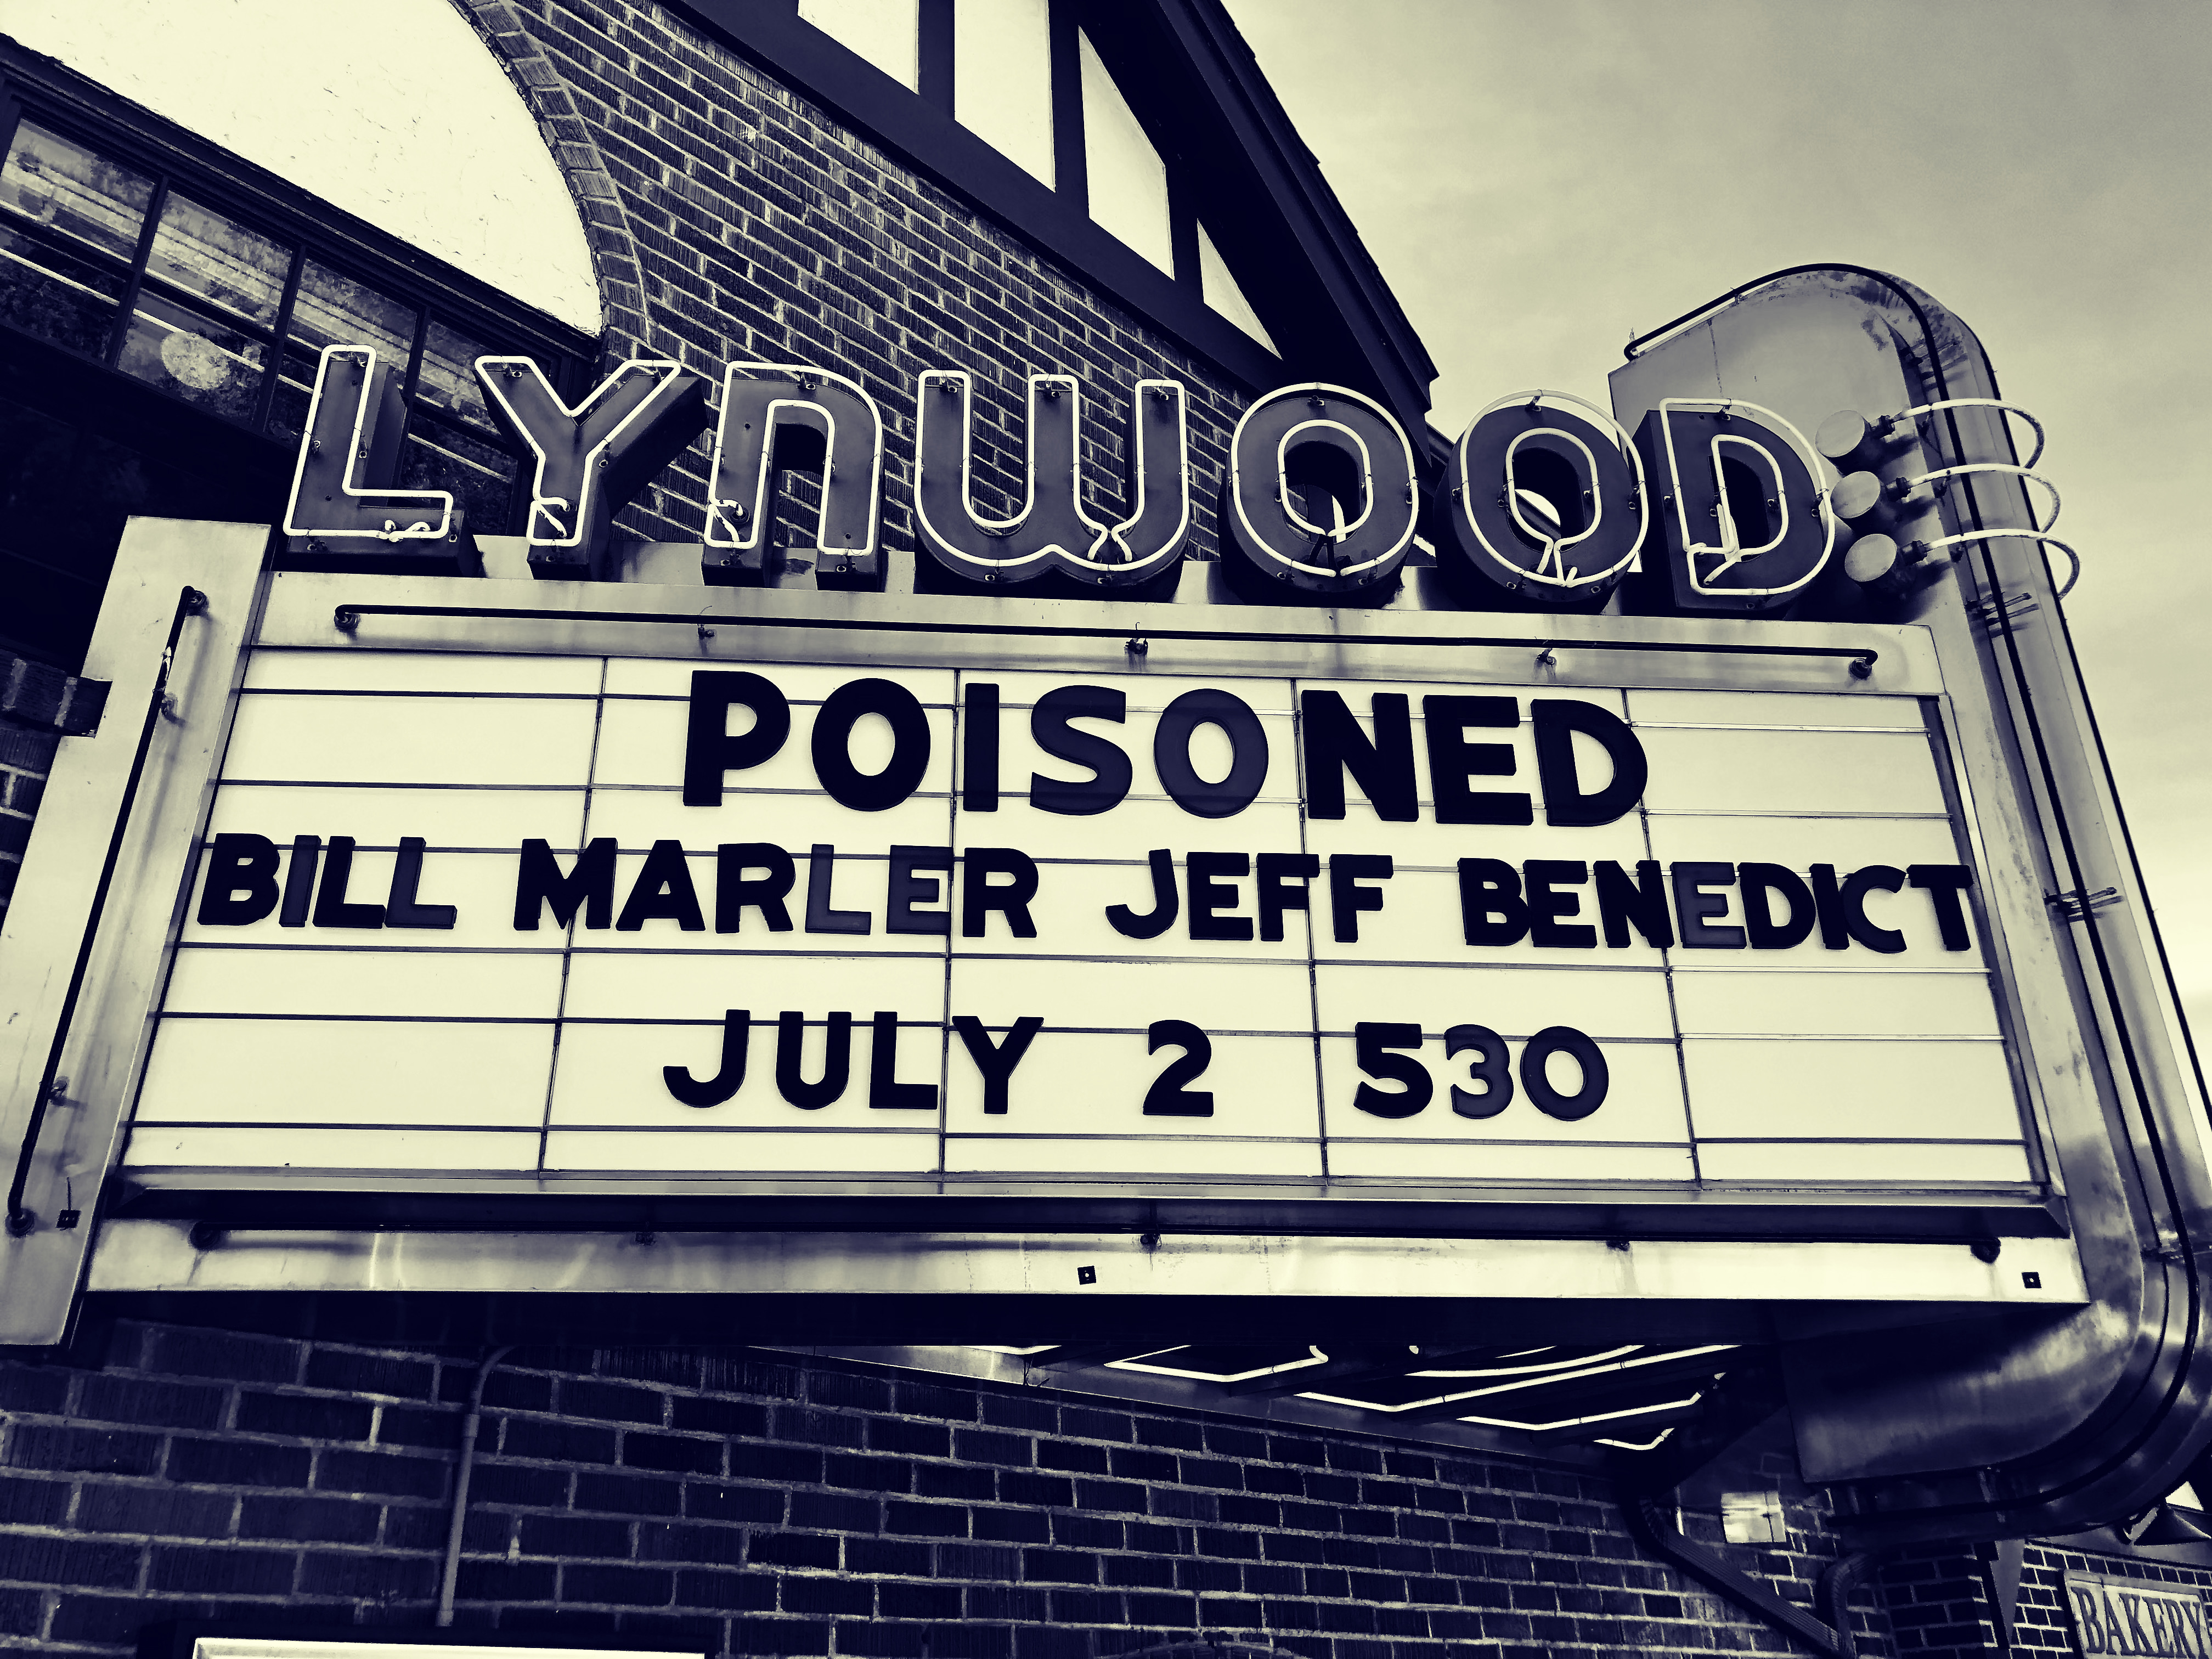 LYnWOOD
POISONED
BILL MARLER JEFF BENEDICT
JULY 2 530
BAKERY